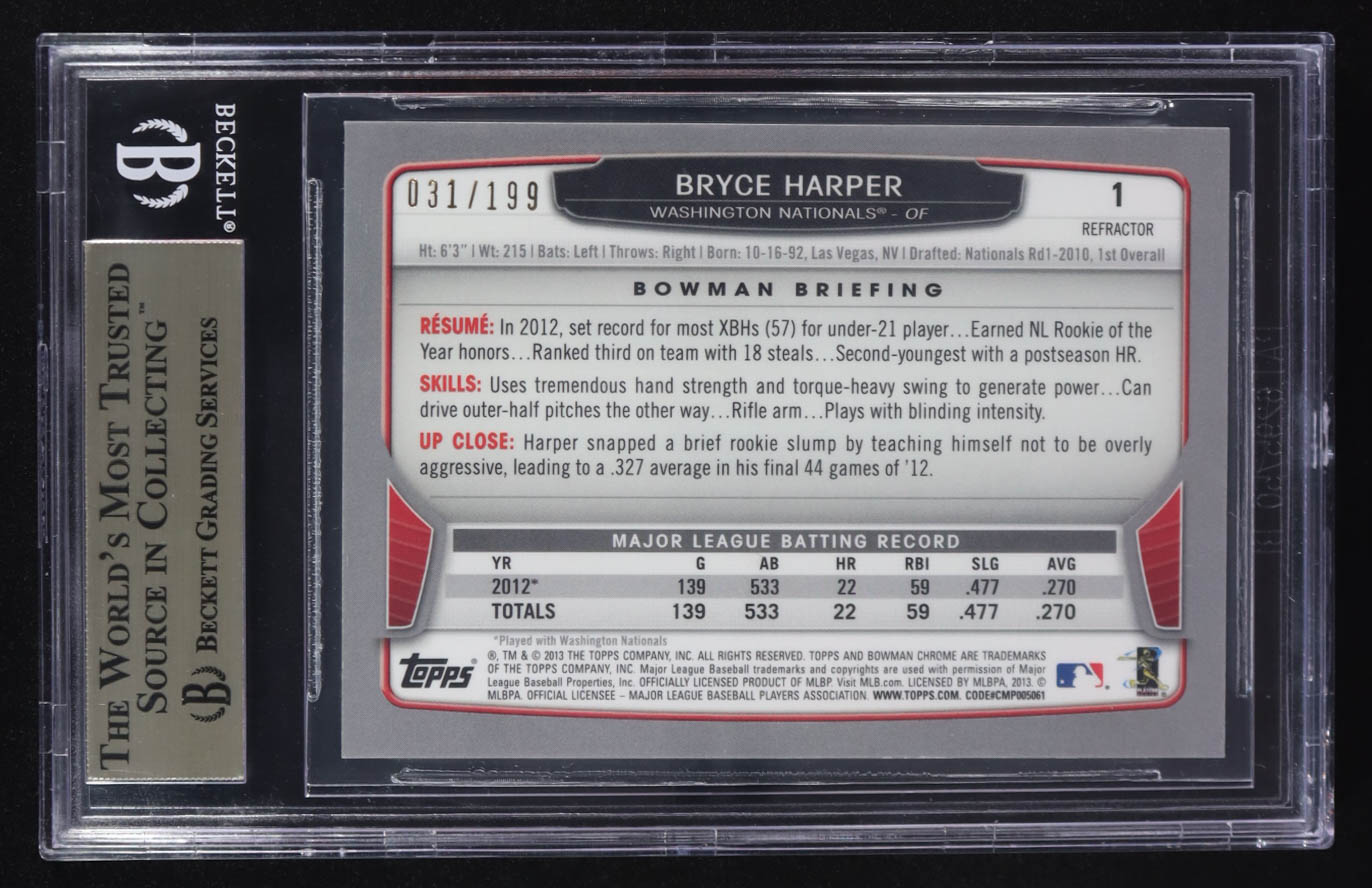 BECKETT®
B
THE WORLD'S MOST TRUSTED
SOURCE IN COLLECTING™
B BECKETT GRADING SERVICES
031/199
BRYCE HARPER
WASHINGTON NATIONALS® - OF
1
REFRACTOR
Ht: 6'3" | Wt: 215 | Bats: Left | Throws: Right | Born: 10-16-92, Las Vegas, NV | Drafted: Nationals Rd1-2010, 1st Overall
BOWMAN BRIEFING
RÉSUMÉ: In 2012, set record for most XBHs (57) for under-21 player...Earned NL Rookie of the
Year honors...Ranked third on team with 18 steals...Second-youngest with a postseason HR.
SKILLS: Uses tremendous hand strength and torque-heavy swing to generate power...Can
drive outer-half pitches the other way...Rifle arm...Plays with blinding intensity.
UP CLOSE: Harper snapped a brief rookie slump by teaching himself not to be overly
aggressive, leading to a .327 average in his final 44 games of '12.
MAJOR LEAGUE BATTING RECORD
YR G AB HR RBI SLG AVG
2012* 139 533 22 59 .477 .270
TOTALS 139 533 22 59 .477 .270
*Played with Washington Nationals
®, TM & © 2013 THE TOPPS COMPANY, INC. ALL RIGHTS RESERVED. TOPPS AND BOWMAN CHROME ARE TRADEMARKS
OF THE TOPPS COMPANY, INC. Major League Baseball trademarks and copyrights are used with permission of Major
League Baseball Properties, Inc. OFFICIALLY LICENSED PRODUCT OF MLBP. Visit MLB.com. LICENSED BY MLBPA, 2013. ©
MLBPA. OFFICIAL LICENSEE – MAJOR LEAGUE BASEBALL PLAYERS ASSOCIATION. WWW.TOPPS.COM. CODE#CMP005061
topps®